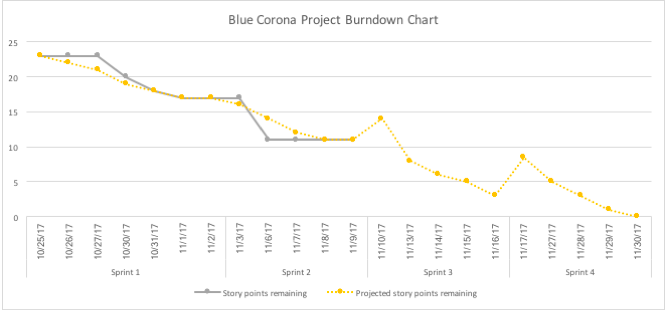 Blue Corona Project Burndown Chart
25
20
15
10
5
0
10/25/17 10/26/17 10/27/17 10/30/17 10/31/17 11/1/17 11/2/17 11/3/17 11/6/17 11/7/17 11/8/17 11/9/17 11/10/17 11/13/17 11/14/17 11/15/17 11/16/17 11/17/17 11/27/17 11/28/17 11/29/17 11/30/17
Sprint 1 Sprint 2 Sprint 3 Sprint 4
Story points remaining Projected story points remaining